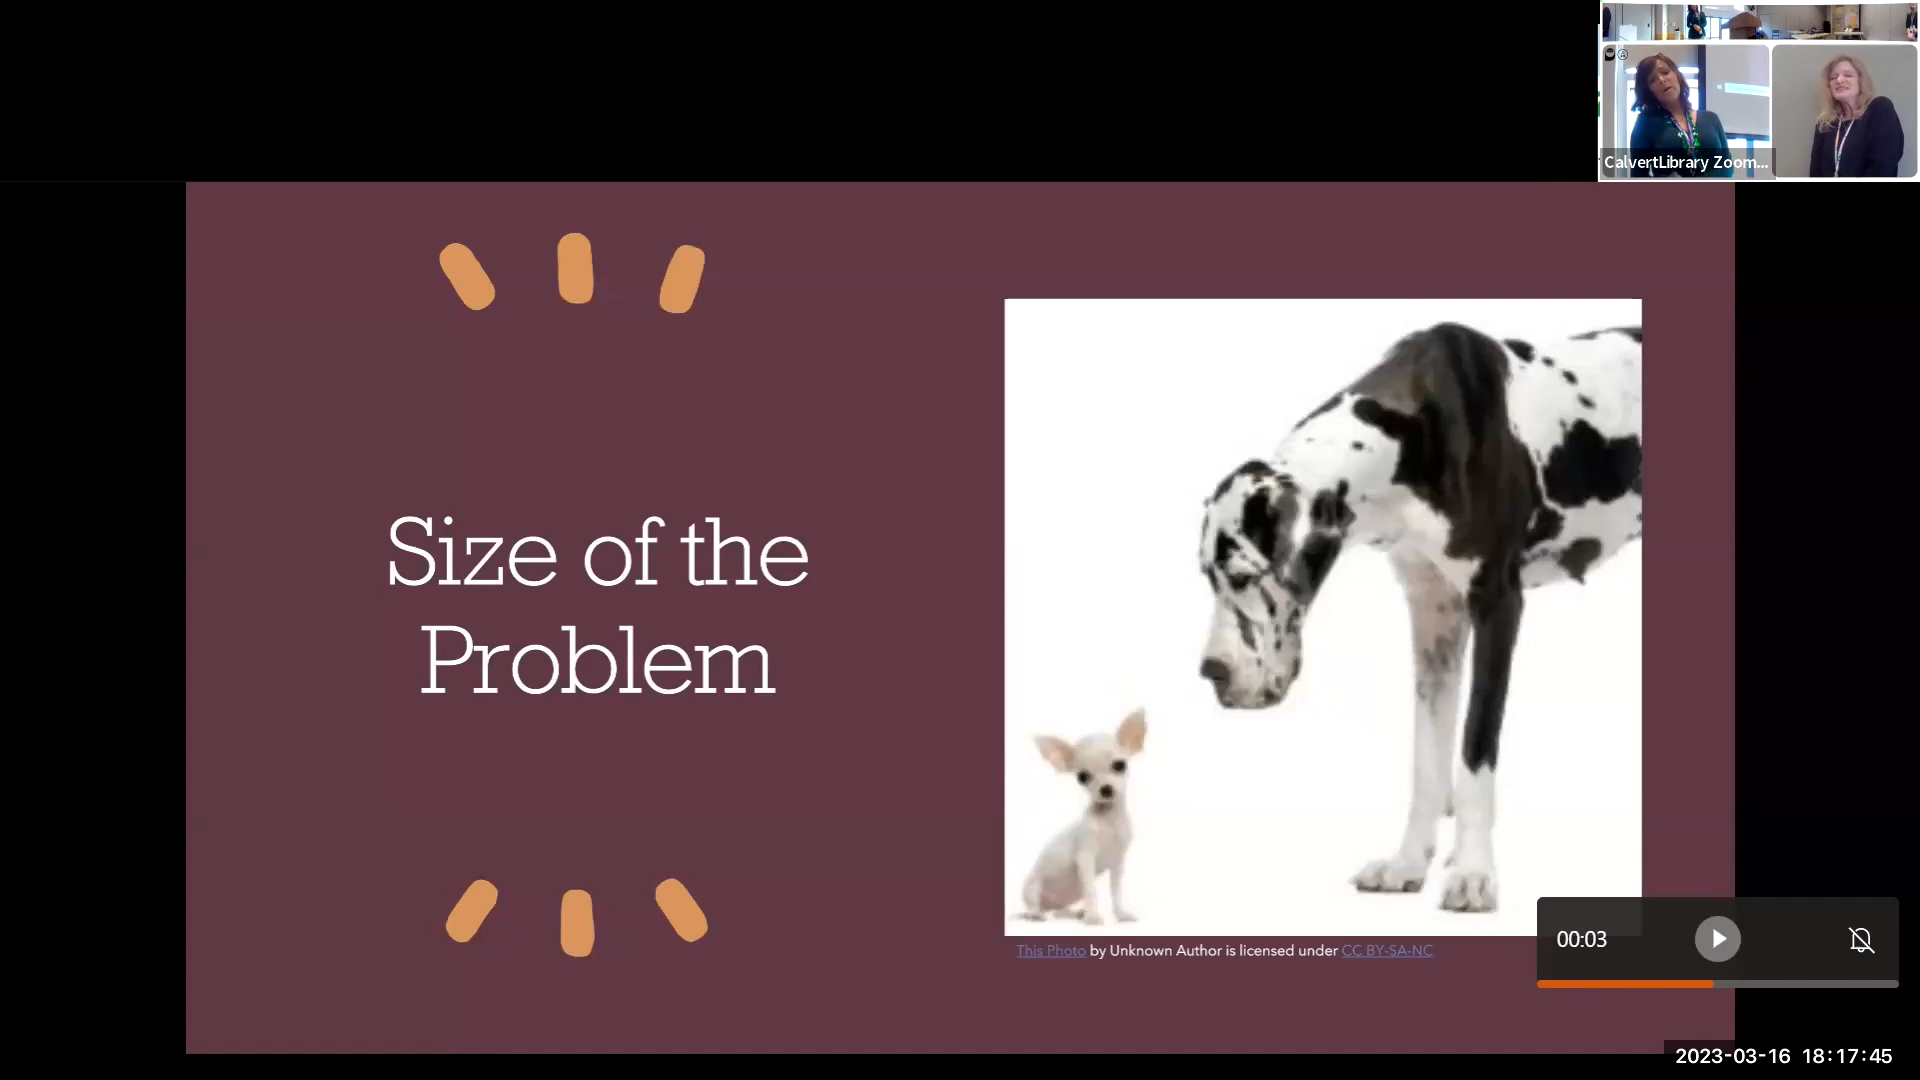 CalvertLibrary Zoom...
Size of the
Problem
This Photo by Unknown Author is licensed under CC BY-SA-NC
00:03
2023-03-16 18:17:45